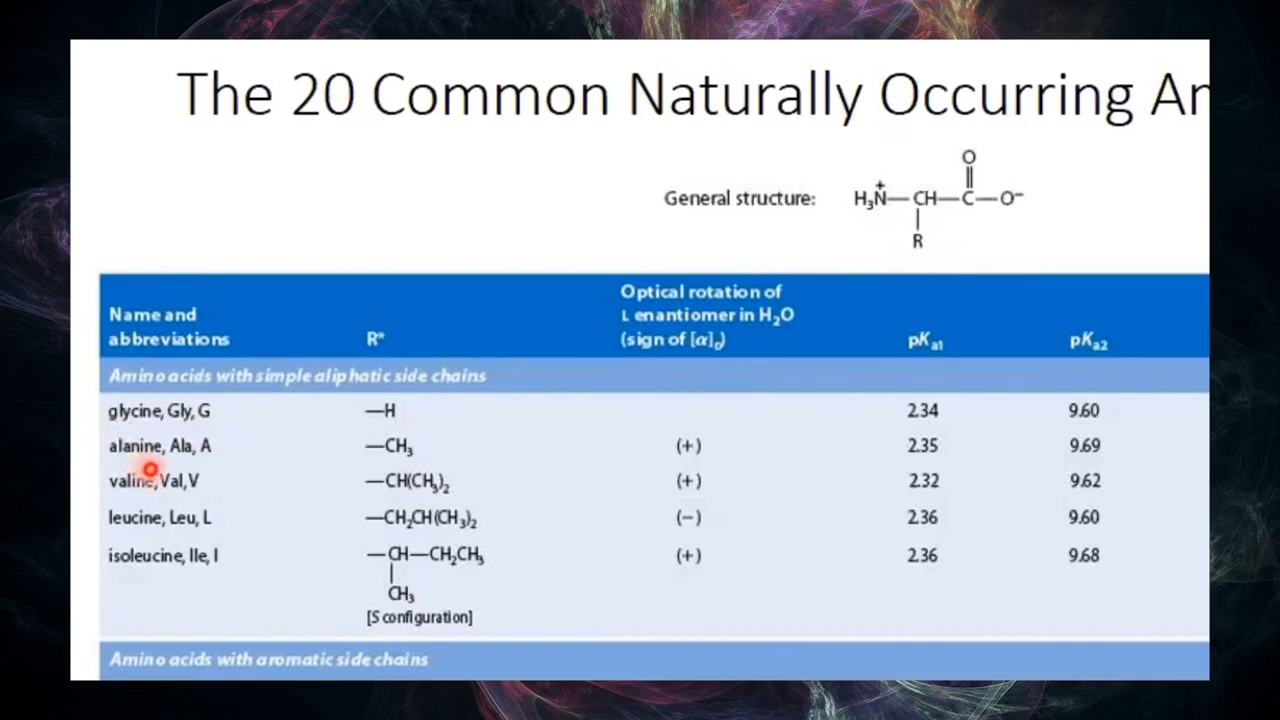 The 20 Common Naturally Occurring Am
O
General structure: H₃N⁺—CH—C—O⁻
R
Optical rotation of
Name and L enantiomer in H₂O
abbreviations R* (sign of [α]D) pKa1 pKa2
Amino acids with simple aliphatic side chains
glycine, Gly, G —H 2.34 9.60
alanine, Ala, A —CH₃ (+) 2.35 9.69
valine, Val, V —CH(CH₃)₂ (+) 2.32 9.62
leucine, Leu, L —CH₂CH(CH₃)₂ (−) 2.36 9.60
isoleucine, Ile, I —CH—CH₂CH₃ (+) 2.36 9.68
CH₃
[S configuration]
Amino acids with aromatic side chains